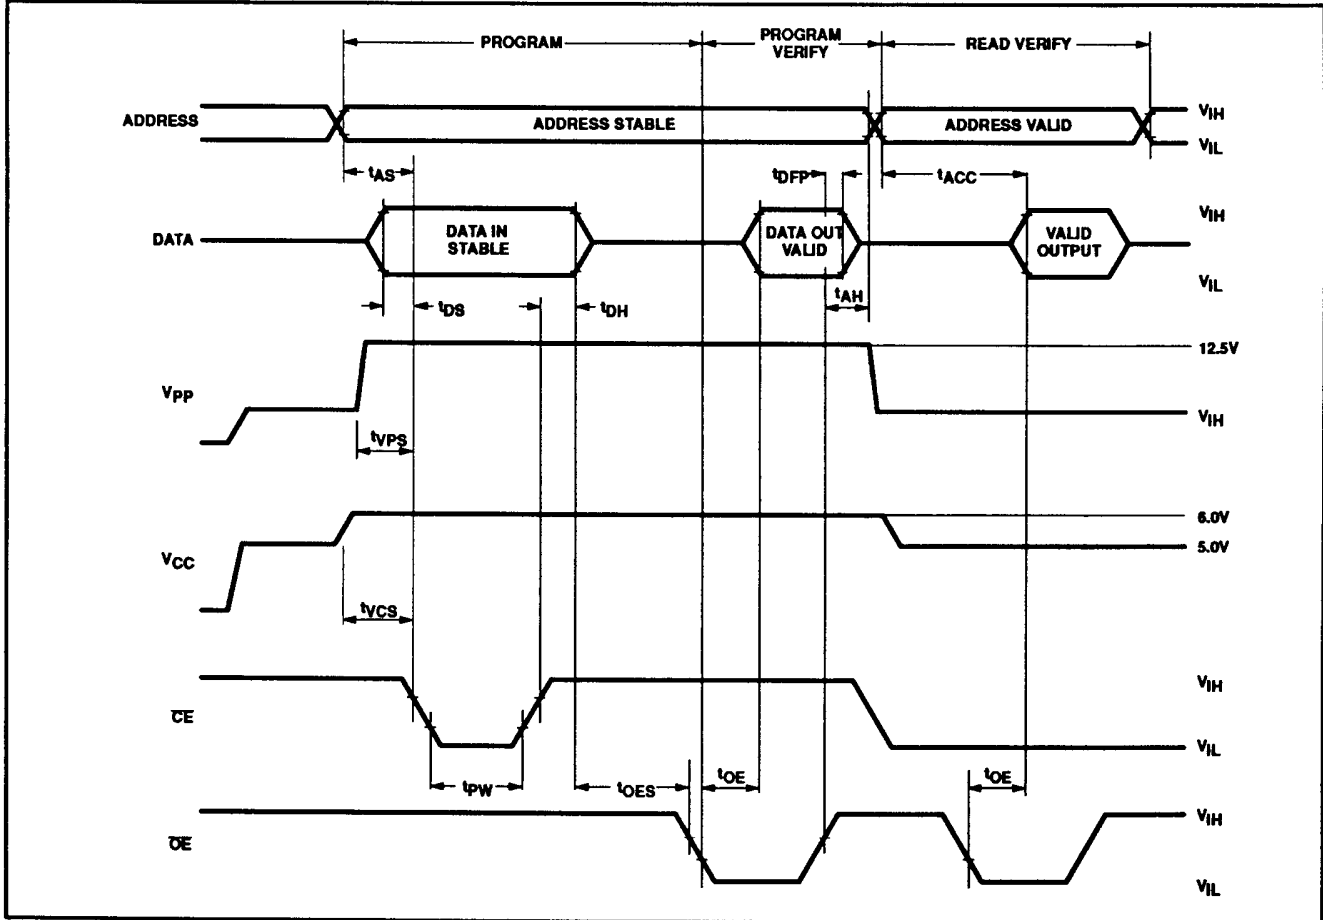 PROGRAM
PROGRAM
VERIFY
READ VERIFY
ADDRESS
ADDRESS STABLE
ADDRESS VALID
VIH
VIL
tAS
tDFP
tACC
DATA
DATA IN
STABLE
DATA OUT
VALID
VALID
OUTPUT
VIH
VIL
tDS
tDH
tAH
12.5V
VPP
VIH
tVPS
6.0V
VCC
5.0V
tVCS
CE
VIH
VIL
tPW
tOES
tOE
tOE
OE
VIH
VIL